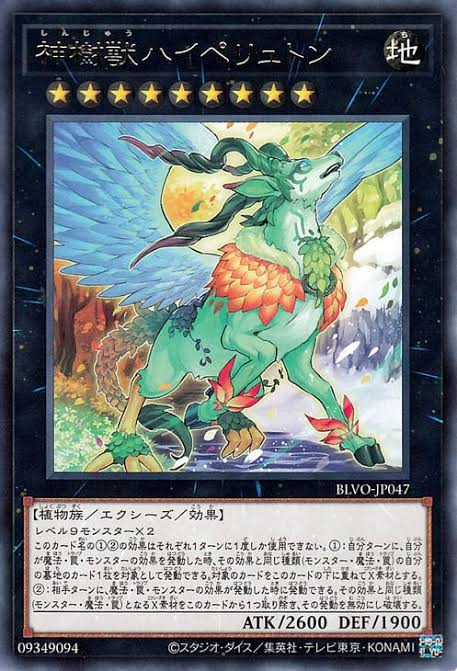 しんじゅう
神樹獣ハイペリュトン
ち
地
BLVO-JP047
【植物族/エクシーズ/効果】
レベル9モンスター×2
このカード名の①②の効果はそれぞれ1ターンに1度しか使用できない。①:自分ターンに、自分
がモンスター・魔法・罠カードの効果を発動した時、その効果と同じ種類(モンスター・魔法・罠)の自分
の墓地のカード1枚を対象として発動できる。対象のカードをこのカードの下に重ねてX素材とする。
②:相手ターンに、相手がモンスター・魔法・罠カードの効果を発動した時に発動できる。その効果と同じ種類
(モンスター・魔法・罠)となるX素材をこのカードから1つ取り除き、その発動を無効にし破壊する。
ATK/2600 DEF/1900
09349094
©スタジオ・ダイス/集英社・テレビ東京・KONAMI